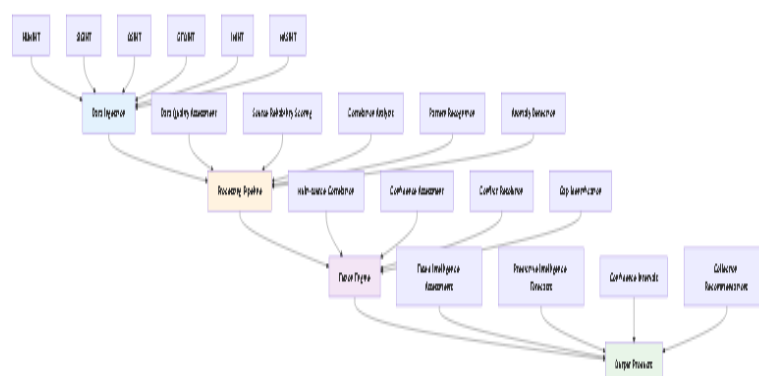 HUMINT
SIGINT
OSINT
GEOINT
IMINT
MASINT
Data Ingestion
Data Quality Assessment
Source Reliability Scoring
Correlation Analysis
Pattern Recognition
Anomaly Detection
Processing Pipeline
Multi-source Correlation
Confidence Assessment
Conflict Resolution
Gap Identification
Fusion Engine
Fused Intelligence
Assessment
Predictive Intelligence
Forecasts
Confidence Intervals
Collection
Recommendations
Output Products